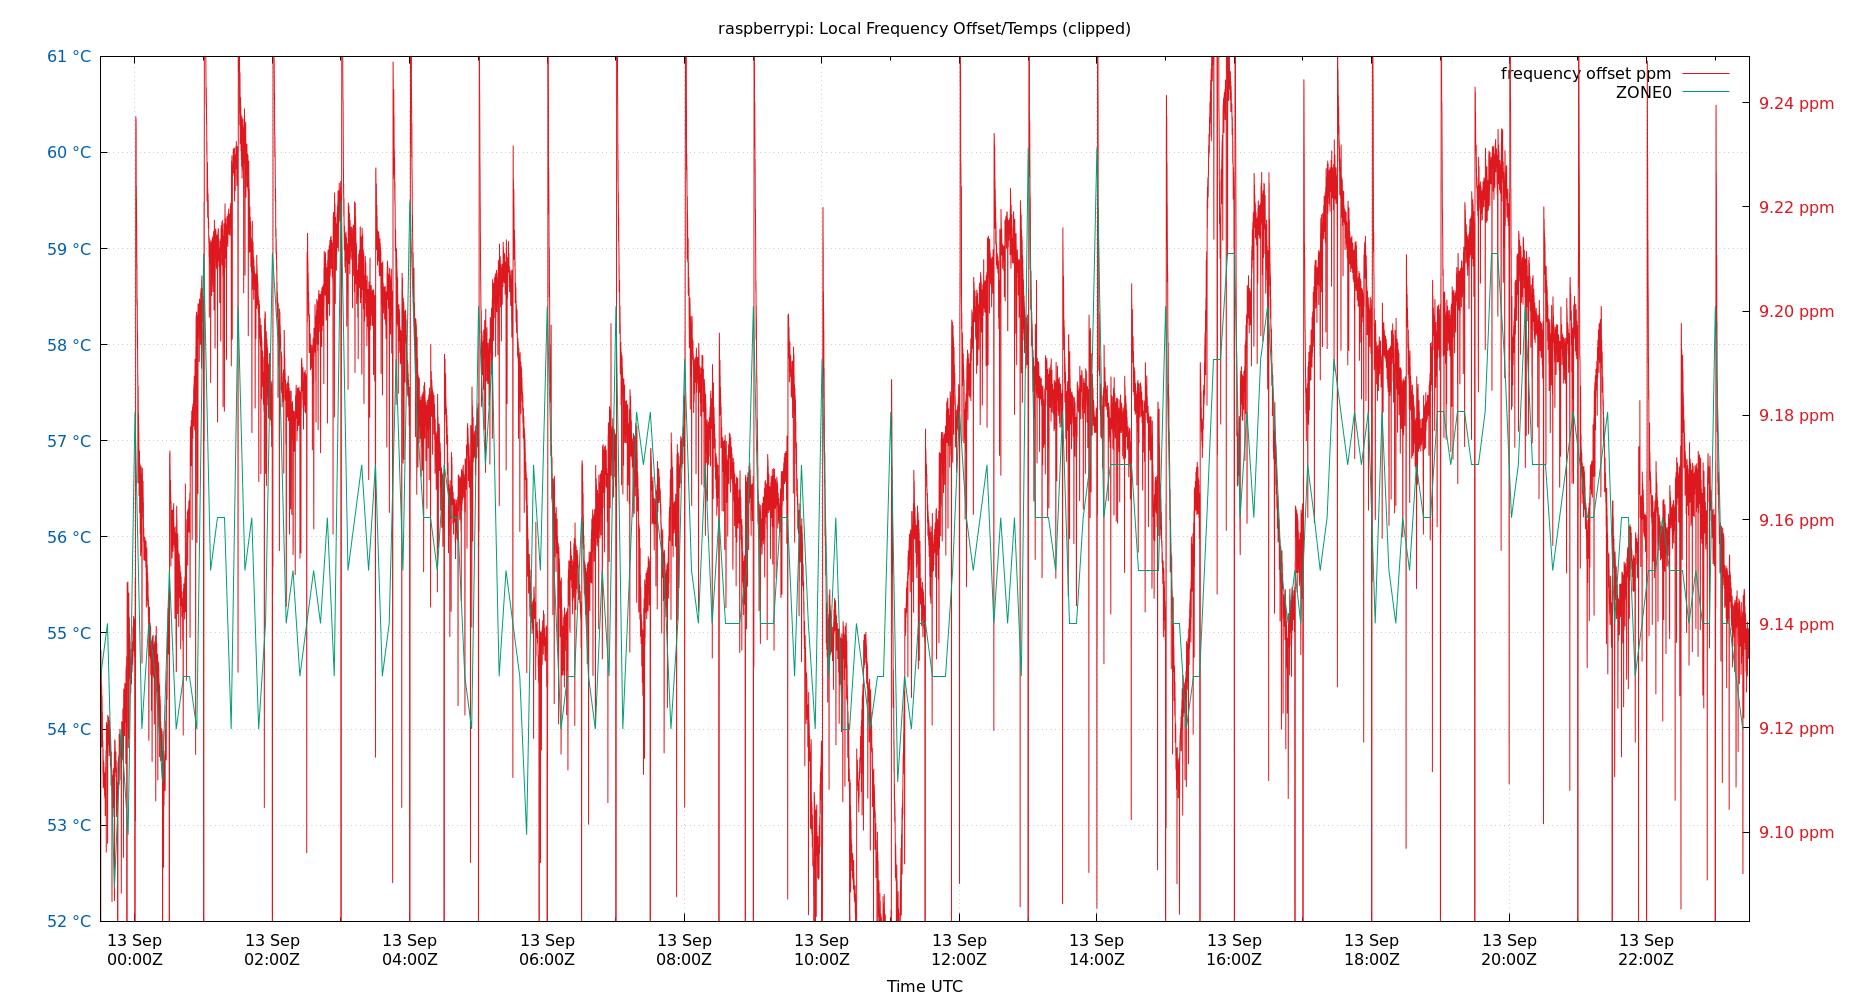 raspberrypi: Local Frequency Offset/Temps (clipped)
61 °C
60 °C
59 °C
58 °C
57 °C
56 °C
55 °C
54 °C
53 °C
52 °C
frequency offset ppm
ZONE0
9.24 ppm
9.22 ppm
9.20 ppm
9.18 ppm
9.16 ppm
9.14 ppm
9.12 ppm
9.10 ppm
13 Sep
00:00Z
13 Sep
02:00Z
13 Sep
04:00Z
13 Sep
06:00Z
13 Sep
08:00Z
13 Sep
10:00Z
13 Sep
12:00Z
13 Sep
14:00Z
13 Sep
16:00Z
13 Sep
18:00Z
13 Sep
20:00Z
13 Sep
22:00Z
Time UTC